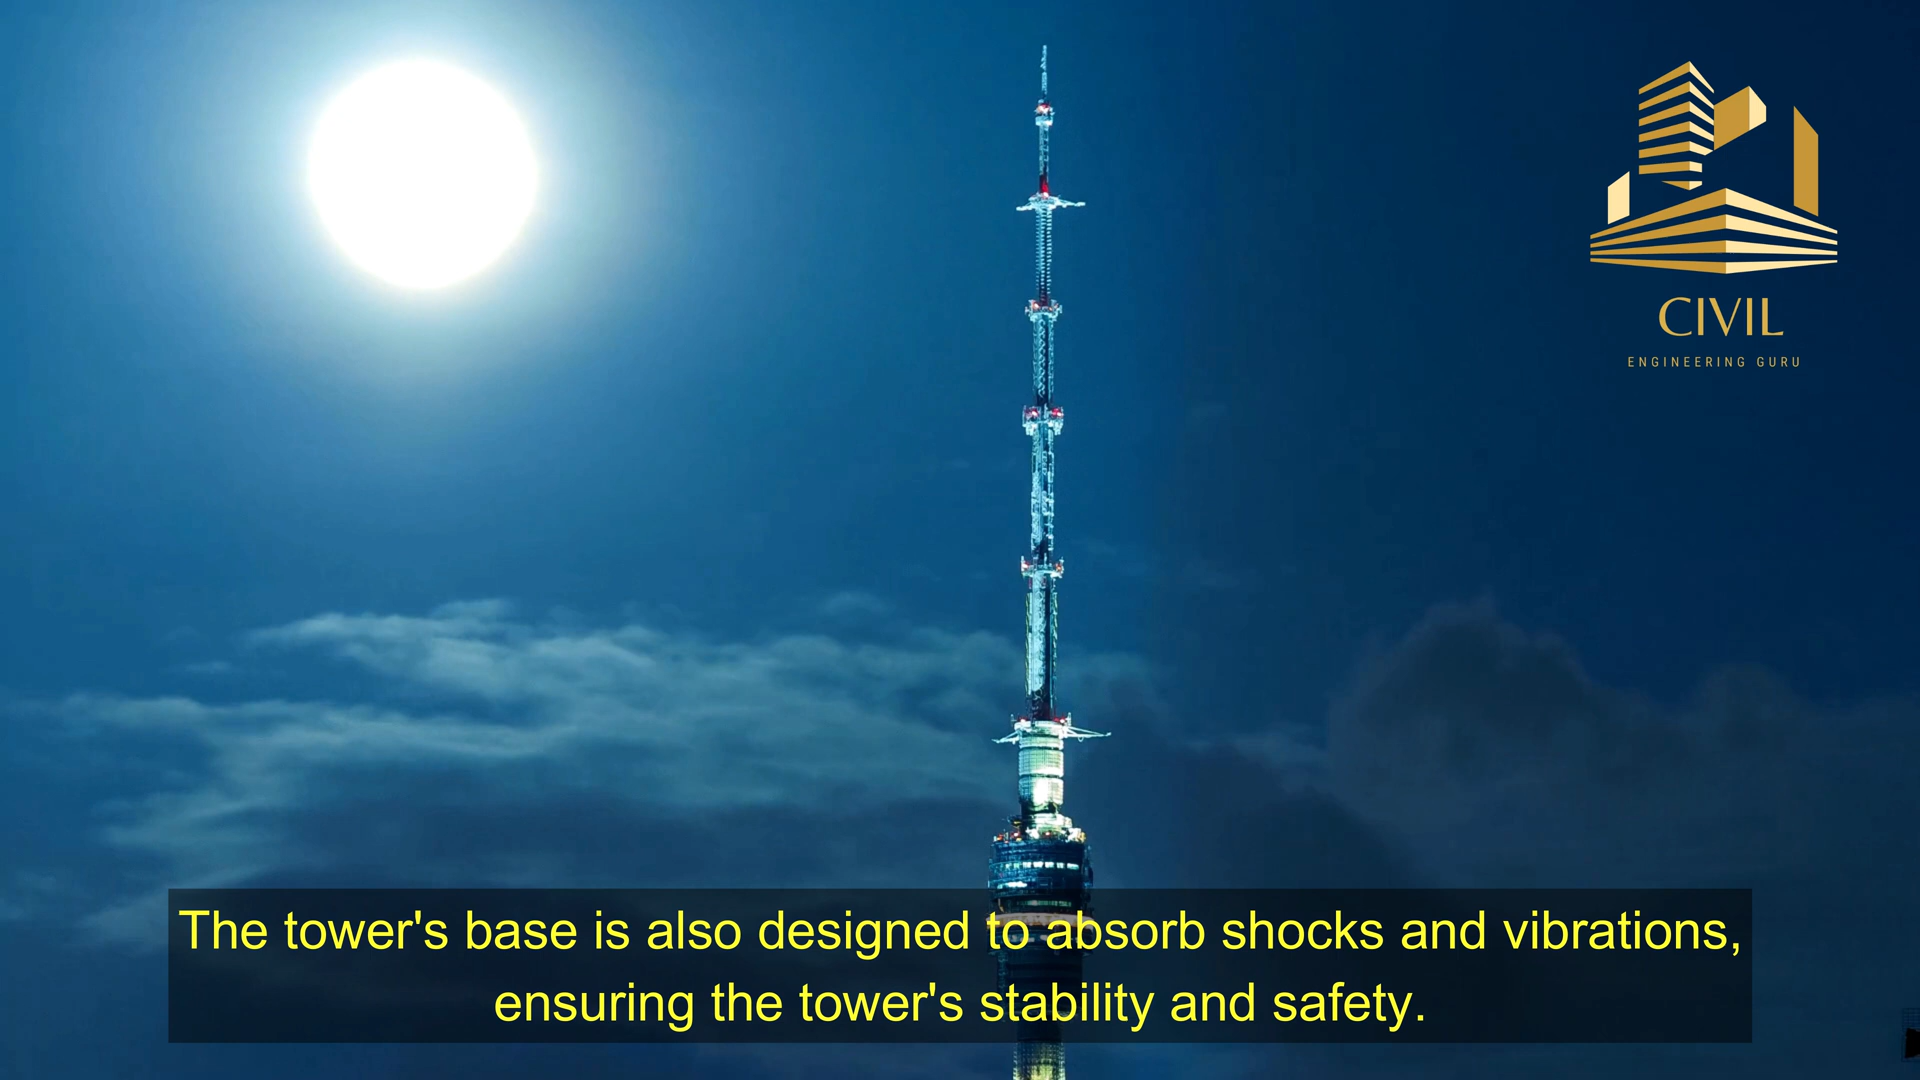 CIVIL
ENGINEERING GURU
The tower's base is also designed to absorb shocks and vibrations,
ensuring the tower's stability and safety.